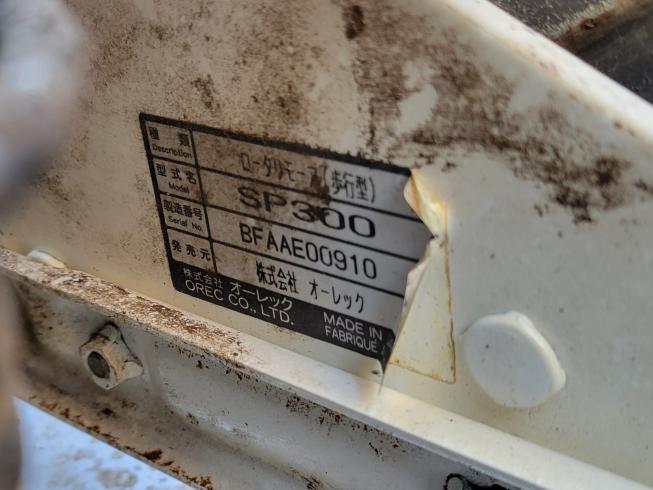 種類 Description ロータリモーア(歩行型)
型式名 Model SP300
製造番号 Serial No. BFAAE00910
発売元 株式会社 オーレック
株式会社 オーレック
OREC CO., LTD.
MADE IN
FABRIQUÉ